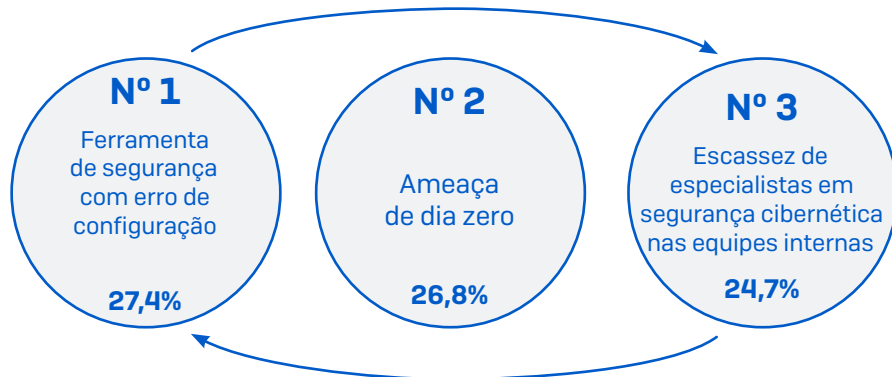 Nº 1
Ferramenta
de segurança
com erro de
configuração
27,4%
Nº 2
Ameaça
de dia zero
26,8%
Nº 3
Escassez de
especialistas em
segurança cibernética
nas equipes internas
24,7%